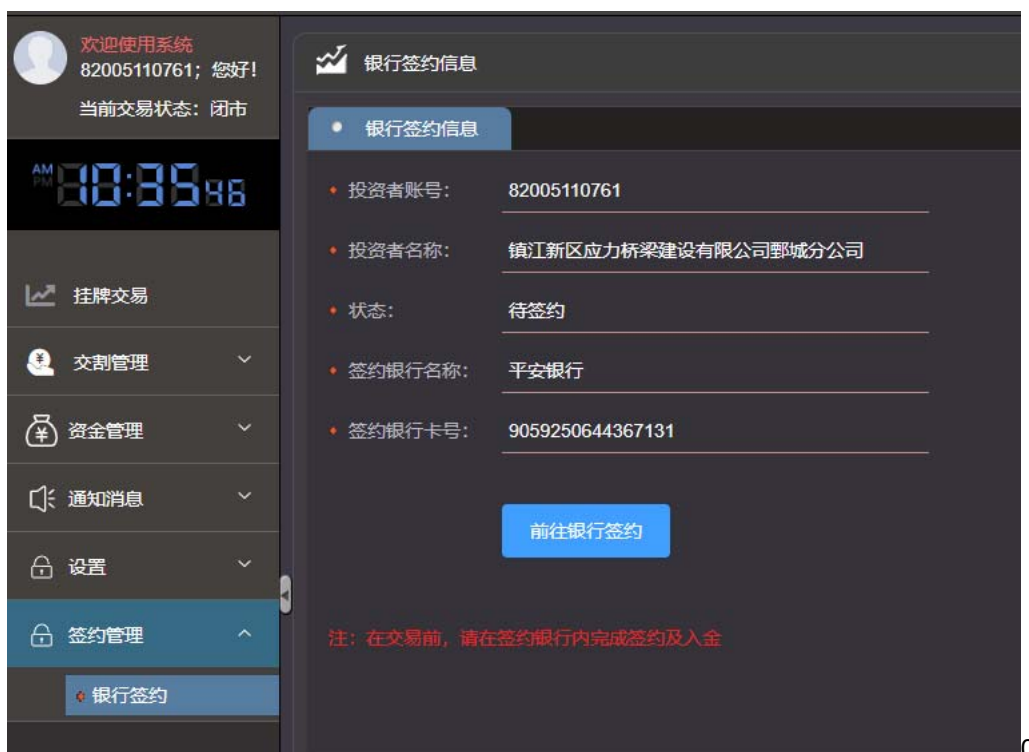 欢迎使用系统
82005110761；您好！
当前交易状态：闭市
AM
PM
10:35 46
挂牌交易
交割管理
资金管理
通知消息
设置
签约管理
银行签约
银行签约信息
银行签约信息
投资者账号： 82005110761
投资者名称： 镇江新区应力桥梁建设有限公司鄄城分公司
状态： 待签约
签约银行名称： 平安银行
签约银行卡号： 9059250644367131
前往银行签约
注：在交易前，请在签约银行内完成签约及入金